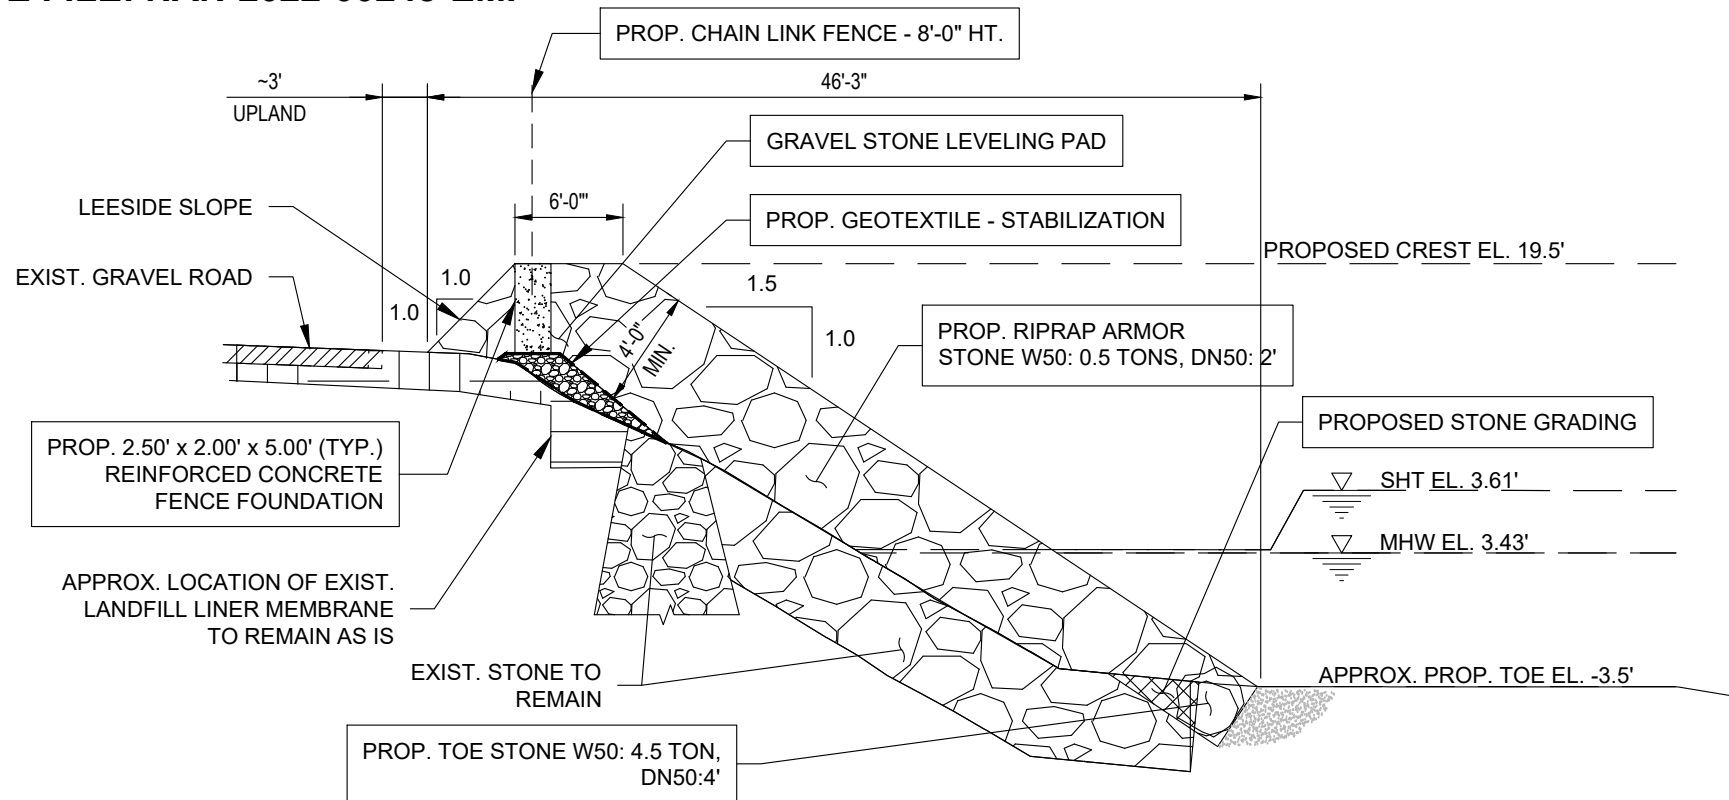 PROP. CHAIN LINK FENCE - 8'-0" HT.
~3'
UPLAND
46'-3"
GRAVEL STONE LEVELING PAD
LEESIDE SLOPE
6'-0'"
PROP. GEOTEXTILE - STABILIZATION
PROPOSED CREST EL. 19.5'
EXIST. GRAVEL ROAD
1.0
1.0
1.5
1.0
4'-0"
MIN.
PROP. RIPRAP ARMOR
STONE W50: 0.5 TONS, DN50: 2'
PROPOSED STONE GRADING
PROP. 2.50' x 2.00' x 5.00' (TYP.)
REINFORCED CONCRETE
FENCE FOUNDATION
SHT EL. 3.61'
MHW EL. 3.43'
APPROX. LOCATION OF EXIST.
LANDFILL LINER MEMBRANE
TO REMAIN AS IS
EXIST. STONE TO
REMAIN
APPROX. PROP. TOE EL. -3.5'
PROP. TOE STONE W50: 4.5 TON,
DN50:4'